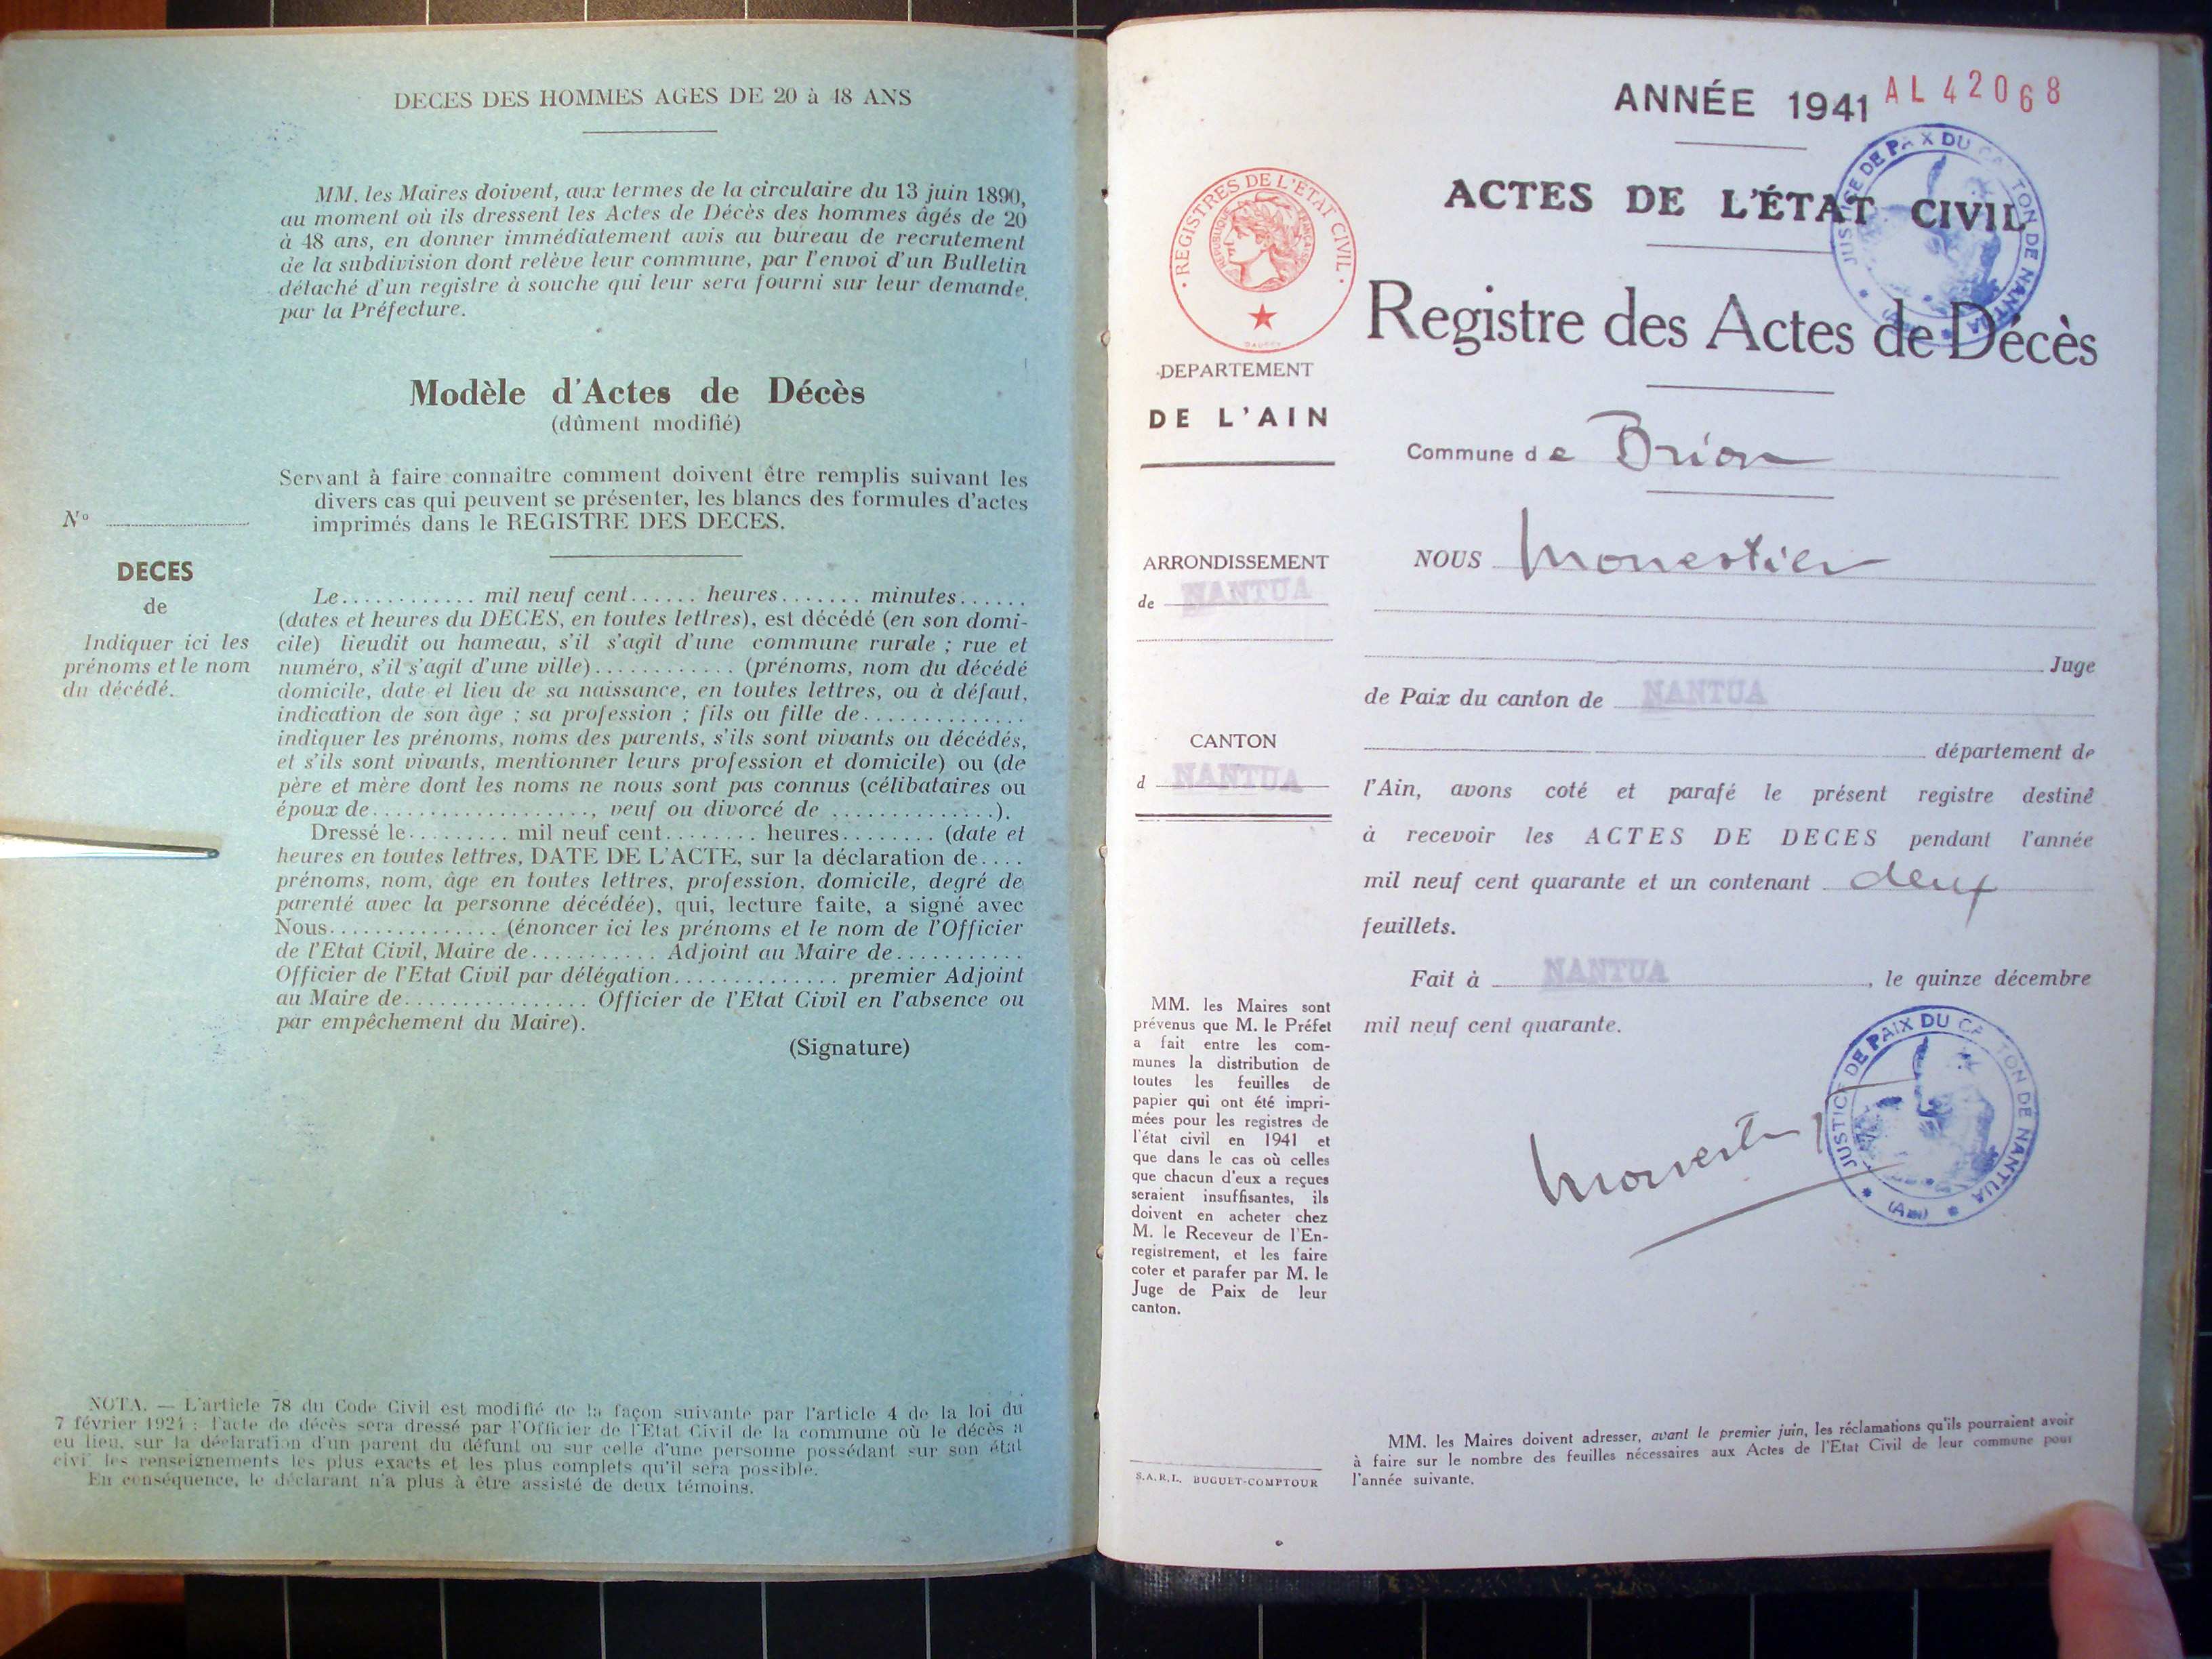 DECES DES HOMMES AGES DE 20 à 48 ANS
MM. les Maires doivent, aux termes de la circulaire du 13 juin 1890,
au moment où ils dressent les Actes de Décès des hommes âgés de 20
à 48 ans, en donner immédiatement avis au bureau de recrutement
de la subdivision dont relève leur commune, par l'envoi d'un Bulletin
détaché d'un registre à souche qui leur sera fourni sur leur demande,
par la Préfecture.
Modèle d'Actes de Décès
(dûment modifié)
Servant à faire connaitre comment doivent être remplis suivant les
divers cas qui peuvent se présenter, les blancs des formules d'actes
imprimés dans le REGISTRE DES DECES.
N° ....................
DECES
de
Indiquer ici les
prénoms et le nom
du décédé.
Le............ mil neuf cent...... heures....... minutes......
(dates et heures du DECES, en toutes lettres), est décédé (en son domi-
cile) lieudit ou hameau, s'il s'agit d'une commune rurale ; rue et
numéro, s'il s'agit d'une ville)............ (prénoms, nom du décédé
domicile, date et lieu de sa naissance, en toutes lettres, ou à défaut,
indication de son âge ; sa profession ; fils ou fille de..............
indiquer les prénoms, noms des parents, s'ils sont vivants ou décédés,
et s'ils sont vivants, mentionner leurs profession et domicile) ou (de
père et mère dont les noms ne nous sont pas connus (célibataires ou
époux de...................., veuf ou divorcé de ..............).
Dressé le......... mil neuf cent........ heures........ (date et
heures en toutes lettres, DATE DE L'ACTE, sur la déclaration de....
prénoms, nom, âge en toutes lettres, profession, domicile, degré de
parenté avec la personne décédée), qui, lecture faite, a signé avec
Nous............... (énoncer ici les prénoms et le nom de l'Officier
de l'Etat Civil, Maire de........... Adjoint au Maire de...........
Officier de l'Etat Civil par délégation.............. premier Adjoint
au Maire de................ Officier de l'Etat Civil en l'absence ou
par empêchement du Maire).
(Signature)
NOTA. — L'article 78 du Code Civil est modifié de la façon suivante par l'article 4 de la loi du
7 février 1924 : l'acte de décès sera dressé par l'Officier de l'Etat Civil de la commune où le décès a
eu lieu, sur la déclaration d'un parent du défunt ou sur celle d'une personne possédant sur son état
civil les renseignements les plus exacts et les plus complets qu'il sera possible.
En conséquence, le déclarant n'a plus à être assisté de deux témoins.
ANNÉE 1941 AL 42068
ACTES DE L'ÉTAT CIVIL
JUSTICE DE PAIX DU CANTON DE NANTUA
REGISTRES DE L'ÉTAT CIVIL
RÉPUBLIQUE FRANÇAISE
Registre des Actes de Décès
DEPARTEMENT
DE L'AIN
Commune de Brion
ARRONDISSEMENT
de NANTUA
CANTON
d NANTUA
NOUS Monestier
Juge
de Paix du canton de NANTUA
département de
l'Ain, avons coté et parafé le présent registre destiné
à recevoir les ACTES DE DECES pendant l'année
mil neuf cent quarante et un contenant deux
feuillets.
Fait à NANTUA, le quinze décembre
mil neuf cent quarante.
Monestier
JUSTICE DE PAIX DU CANTON DE NANTUA
(Ain)
MM. les Maires sont
prévenus que M. le Préfet
a fait entre les com-
munes la distribution de
toutes les feuilles de
papier qui ont été impri-
mées pour les registres de
l'état civil en 1941 et
que dans le cas où celles
que chacun d'eux a reçues
seraient insuffisantes, ils
doivent en acheter chez
M. le Receveur de l'En-
registrement, et les faire
coter et parafer par M. le
Juge de Paix de leur
canton.
S.A.R.L. BUGUET-COMPTOUR
MM. les Maires doivent adresser, avant le premier juin, les réclamations qu'ils pourraient avoir
à faire sur le nombre des feuilles nécessaires aux Actes de l'Etat Civil de leur commune pour
l'année suivante.